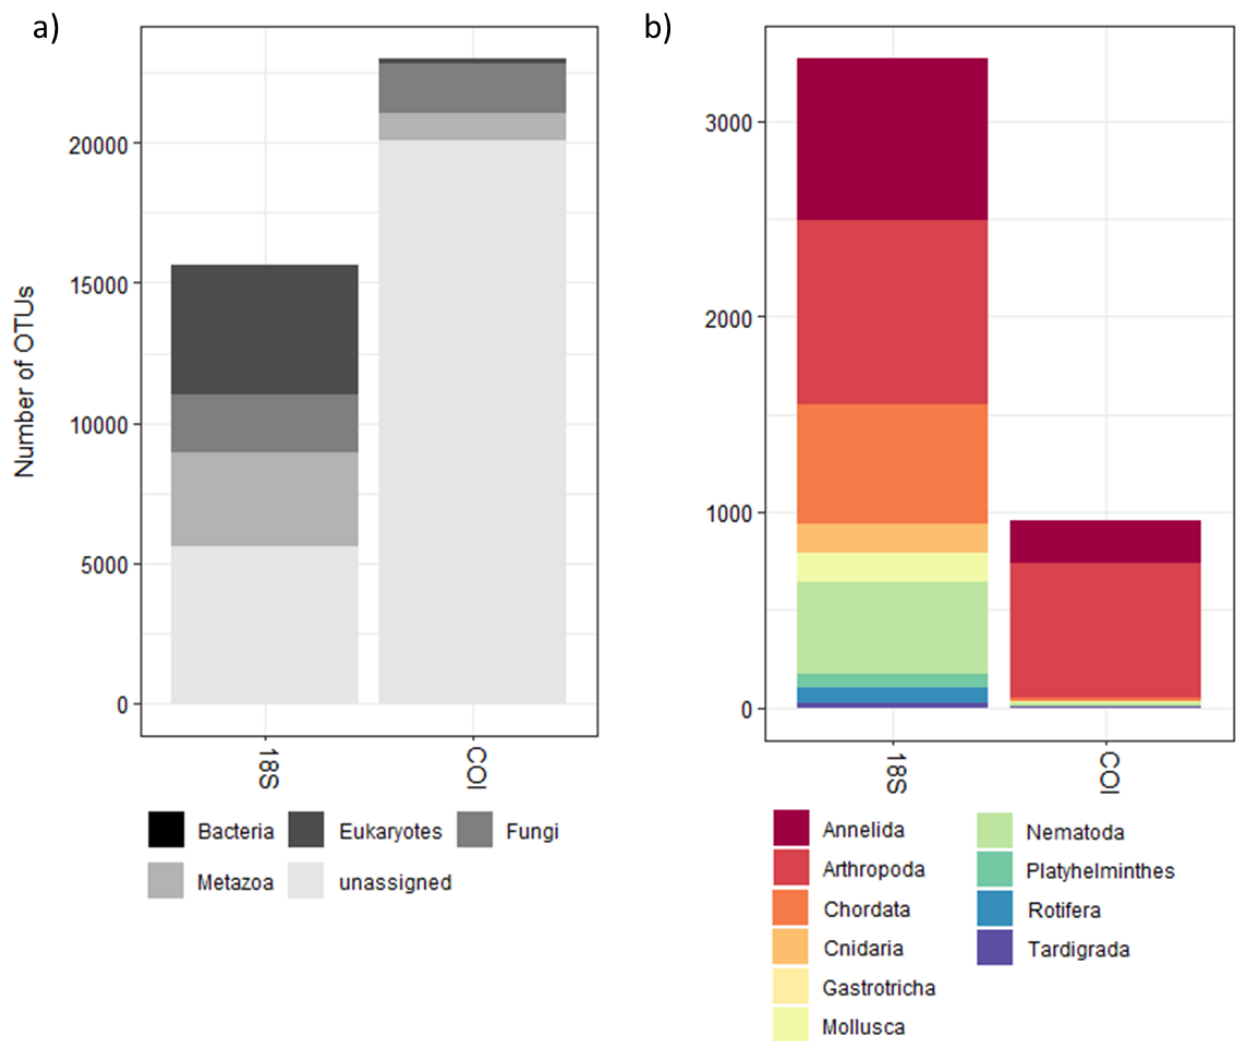 a)
Number of OTUs
20000
15000
10000
5000
0
18S
COI
Bacteria
Eukaryotes
Fungi
Metazoa
unassigned
b)
3000
2000
1000
0
18S
COI
Annelida
Arthropoda
Chordata
Cnidaria
Gastrotricha
Mollusca
Nematoda
Platyhelminthes
Rotifera
Tardigrada